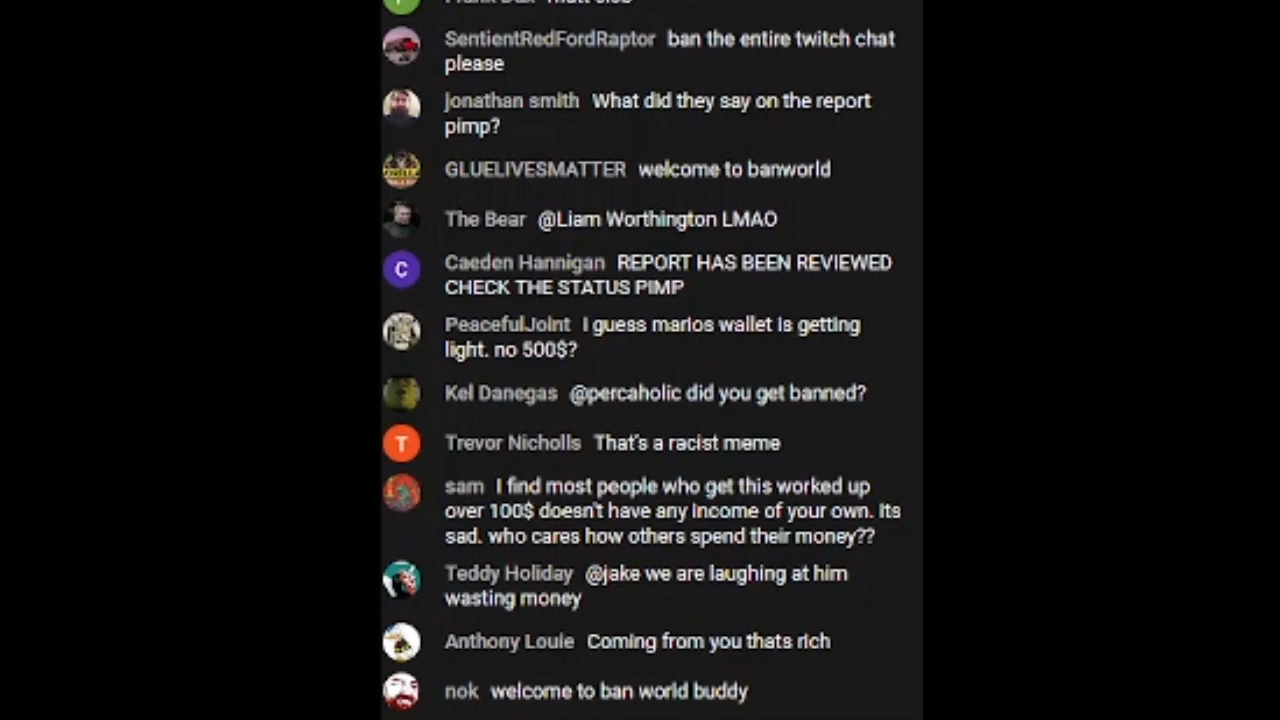 SentientRedFordRaptor ban the entire twitch chat
please
jonathan smith What did they say on the report
pimp?
GLUELIVESMATTER welcome to banworld
The Bear @Liam Worthington LMAO
C
Caeden Hannigan REPORT HAS BEEN REVIEWED
CHECK THE STATUS PIMP
PeacefulJoint I guess marios wallet is getting
light. no 500$?
Kel Danegas @percaholic did you get banned?
T
Trevor Nicholls That's a racist meme
sam I find most people who get this worked up
over 100$ doesn't have any income of your own. Its
sad. who cares how others spend their money??
Teddy Holiday @jake we are laughing at him
wasting money
Anthony Louie Coming from you thats rich
nok welcome to ban world buddy